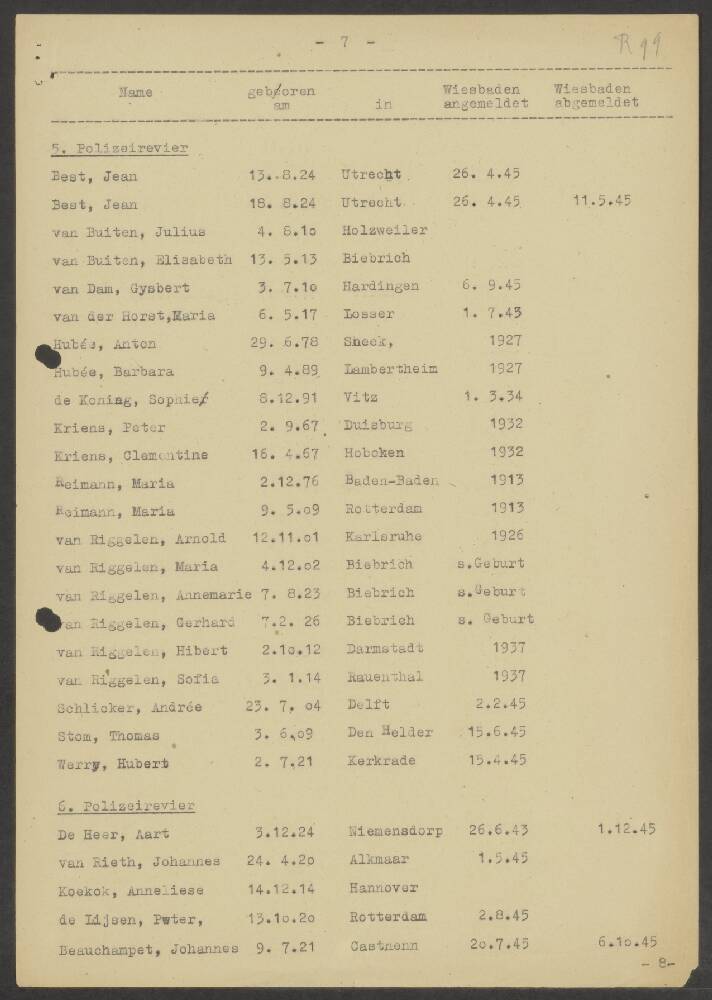 - 7 -
R 99
Name geb/oren am in Wiesbaden angemeldet Wiesbaden abgemeldet
5. Polizeirevier
Best, Jean 13. 8.24 Utrecht 26. 4.45
Best, Jean 18. 8.24 Utrecht 26. 4.45 11.5.45
van Buiten, Julius 4. 8.1o Holzweiler
van Buiten, Elisabeth 13. 5.13 Biebrich
van Dam, Gysbert 3. 7.1o Hardingen 6. 9.45
van der Horst,Maria 6. 5.17 Losser 1. 7.43
Hubée, Anton 29. 6.78 Sheek, 1927
Hubée, Barbara 9. 4.89 Lambertheim 1927
de Koning, Sophie 8.12.91 Vitz 1. 3.34
Kriens, Peter 2. 9.67 Duisburg 1932
Kriens, Clementine 16. 4.67 Hoboken 1932
Reimann, Maria 2.12.76 Baden-Baden 1913
Reimann, Maria 9. 5.o9 Rotterdam 1913
van Riggelen, Arnold 12.11.o1 Karlsruhe 1926
van Riggelen, Maria 4.12.o2 Biebrich s.Geburt
van Riggelen, Annemarie 7. 8.23 Biebrich s.Geburt
van Riggelen, Gerhard 7.2. 26 Biebrich s. Geburt
van Riggelen, Hibert 2.1o.12 Darmstadt 1937
van Riggelen, Sofia 3. 1.14 Rauenthal 1937
Schlicker, Andrée 23. 7. o4 Delft 2.2.45
Stom, Thomas 3. 6.o9 Den Helder 15.6.45
Werry, Hubert 2. 7.21 Kerkrade 15.4.45
6. Polizeirevier
De Heer, Aart 3.12.24 Niemensdorp 26.6.43 1.12.45
van Rieth, Johannes 24. 4.2o Alkmaar 1.5.45
Koekok, Anneliese 14.12.14 Hannover
de Lijsen, Pwter, 13.1o.2o Rotterdam 2.8.45
Beauchampet, Johannes 9. 7.21 Castnenn 2o.7.45 6.1o.45
- 8-